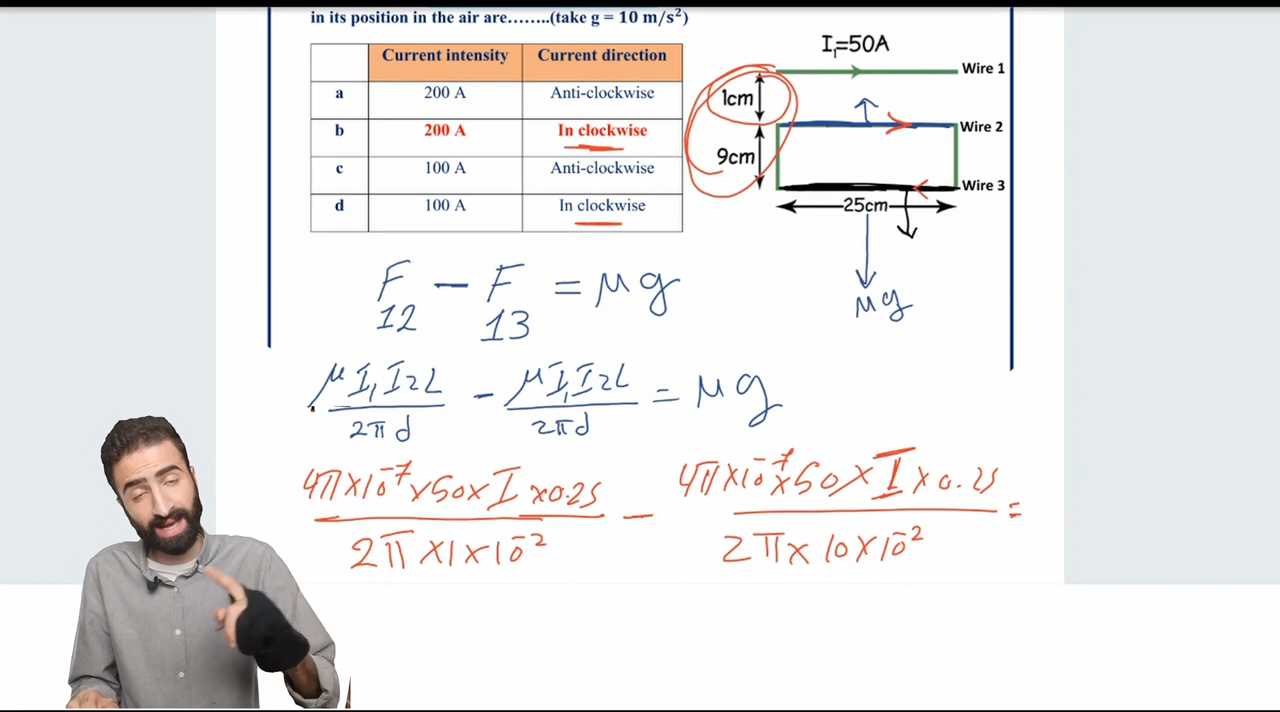 in its position in the air are……..(take g = 10 m/s²)
Current intensity Current direction
a 200 A Anti-clockwise
b 200 A In clockwise
c 100 A Anti-clockwise
d 100 A In clockwise
I₁=50A
Wire 1
1cm
Wire 2
9cm
Wire 3
25cm
Mg
F₁₂ − F₁₃ = Mg
μI₁I₂L / 2πd − μI₁I₂L / 2πd = Mg
4π×10⁻⁷×50×I×0.25 / 2π×1×10⁻² − 4π×10⁻⁷×50×I×0.25 / 2π×10×10⁻² =